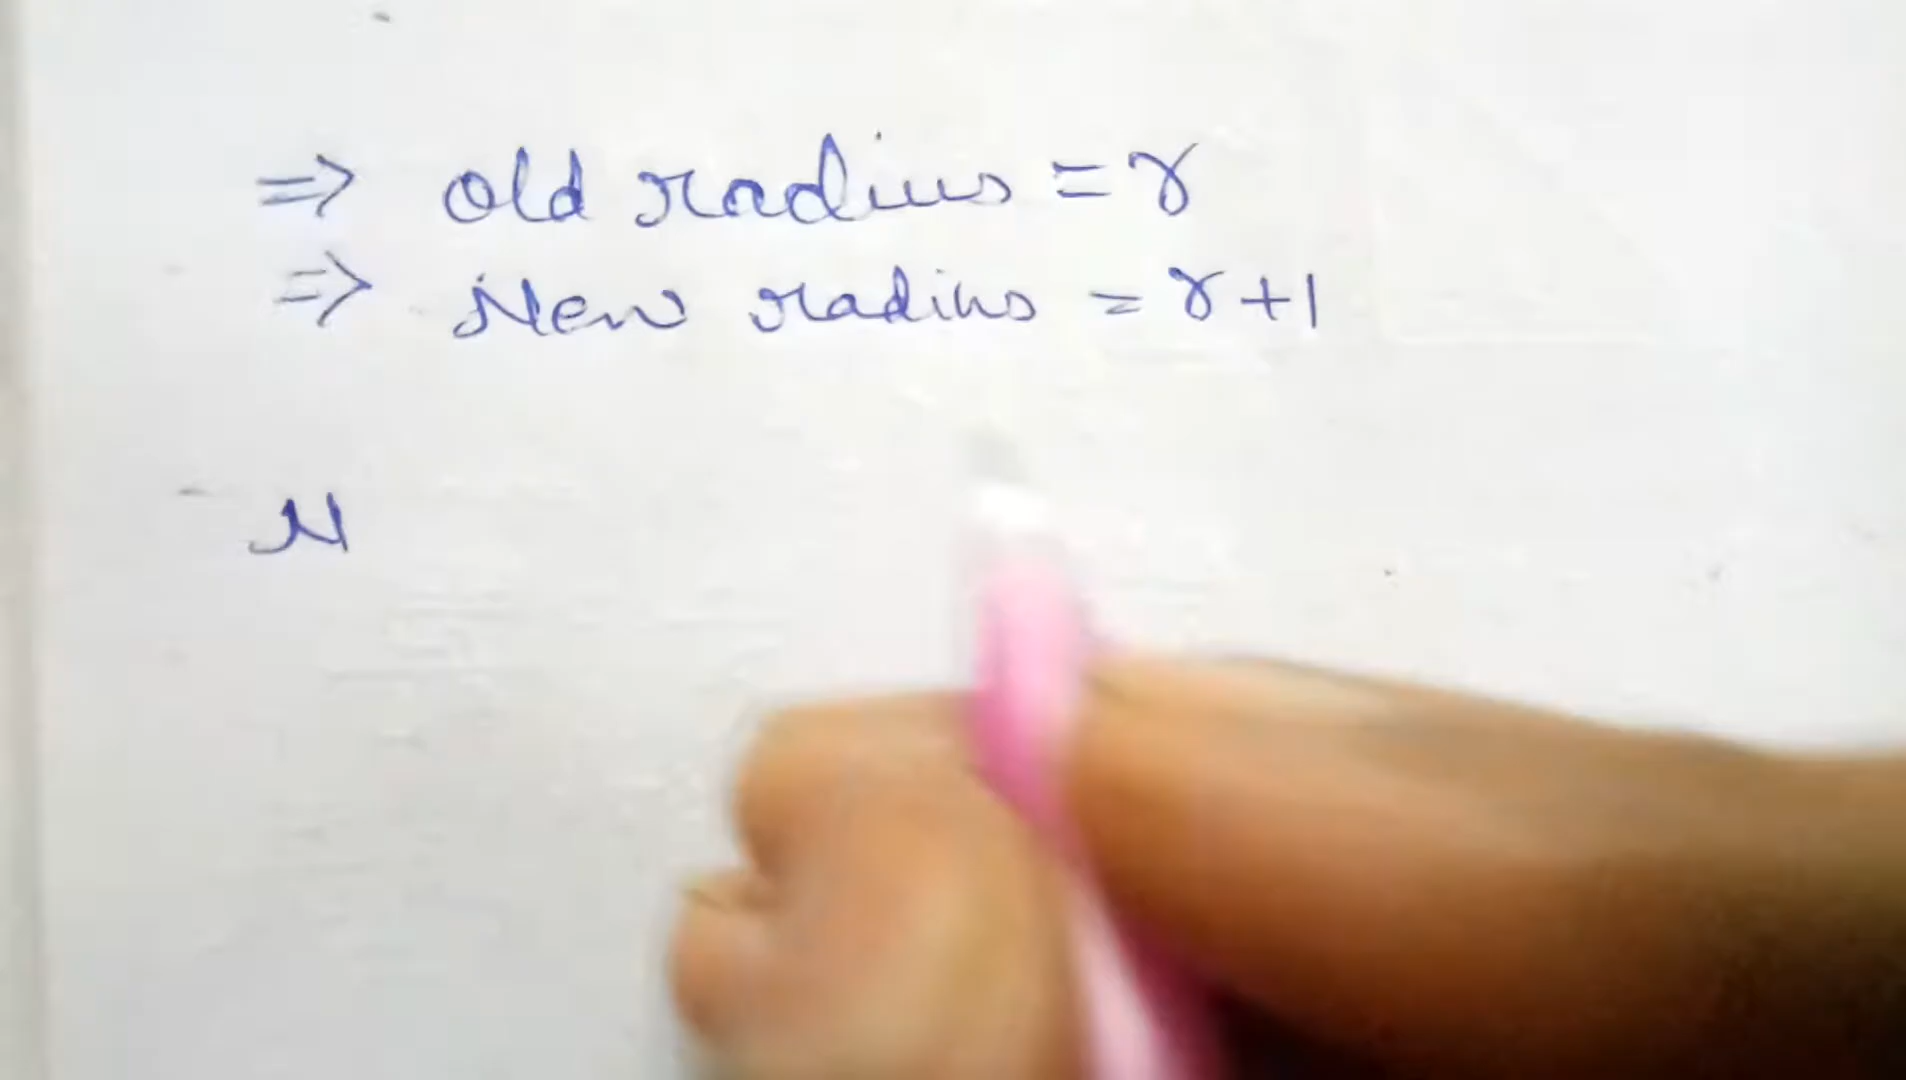 ⇒ old radius = r
⇒ New radius = r+1
N